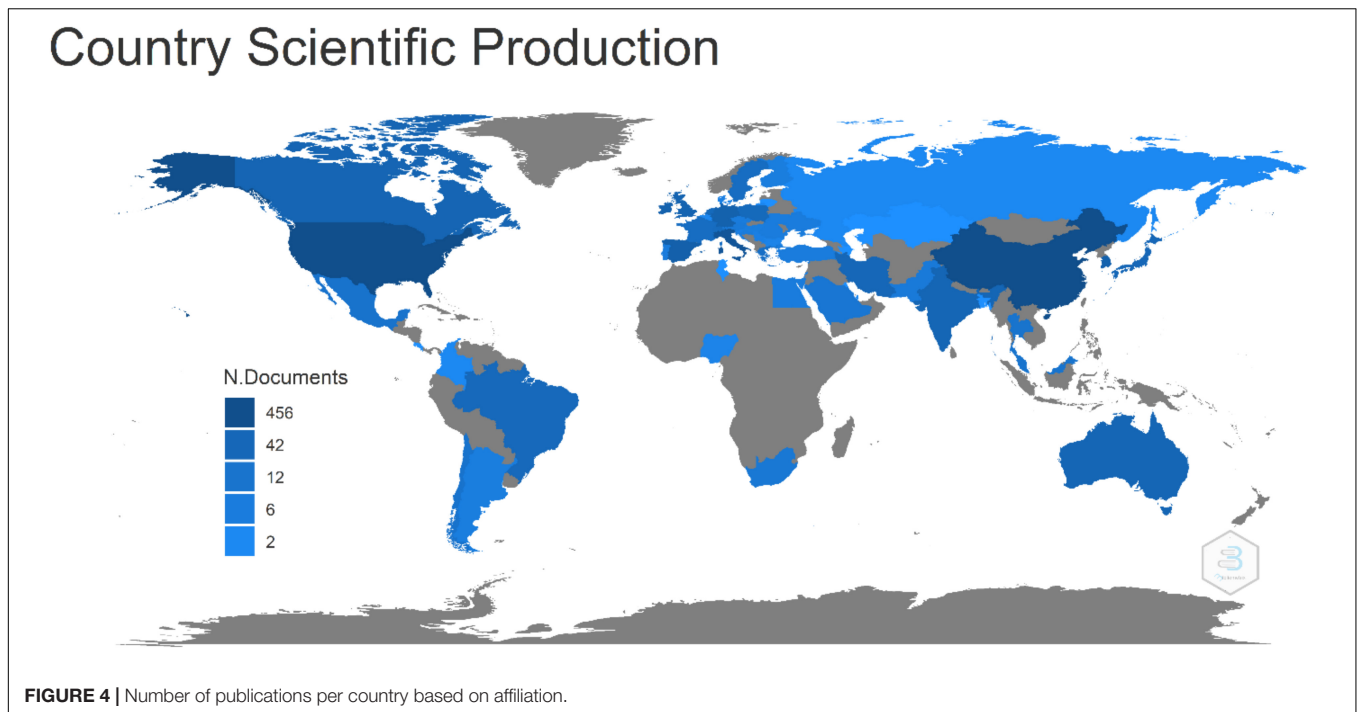 Country Scientific Production
N.Documents
456
42
12
6
2
FIGURE 4 | Number of publications per country based on affiliation.